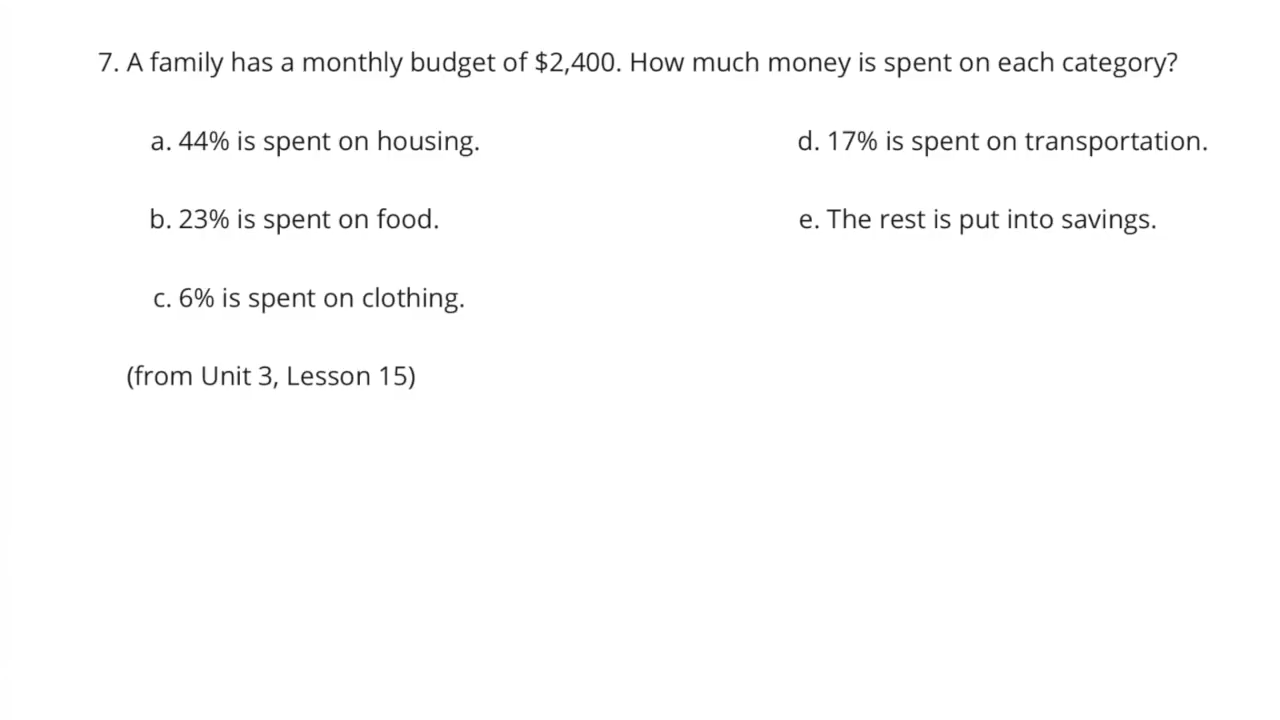 7. A family has a monthly budget of $2,400. How much money is spent on each category?
a. 44% is spent on housing.
b. 23% is spent on food.
c. 6% is spent on clothing.
d. 17% is spent on transportation.
e. The rest is put into savings.
(from Unit 3, Lesson 15)